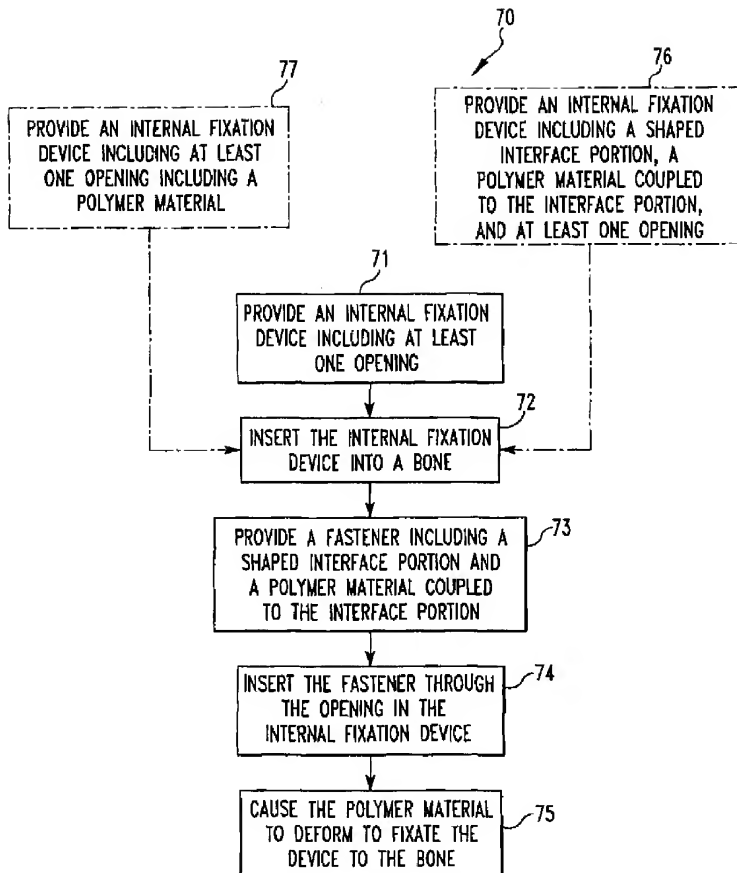 70
77
PROVIDE AN INTERNAL FIXATION
DEVICE INCLUDING AT LEAST
ONE OPENING INCLUDING A
POLYMER MATERIAL
76
PROVIDE AN INTERNAL FIXATION
DEVICE INCLUDING A SHAPED
INTERFACE PORTION, A
POLYMER MATERIAL COUPLED
TO THE INTERFACE PORTION,
AND AT LEAST ONE OPENING
71
PROVIDE AN INTERNAL FIXATION
DEVICE INCLUDING AT LEAST
ONE OPENING
72
INSERT THE INTERNAL FIXATION
DEVICE INTO A BONE
73
PROVIDE A FASTENER INCLUDING A
SHAPED INTERFACE PORTION AND
A POLYMER MATERIAL COUPLED
TO THE INTERFACE PORTION
74
INSERT THE FASTENER THROUGH
THE OPENING IN THE
INTERNAL FIXATION DEVICE
75
CAUSE THE POLYMER MATERIAL
TO DEFORM TO FIXATE THE
DEVICE TO THE BONE